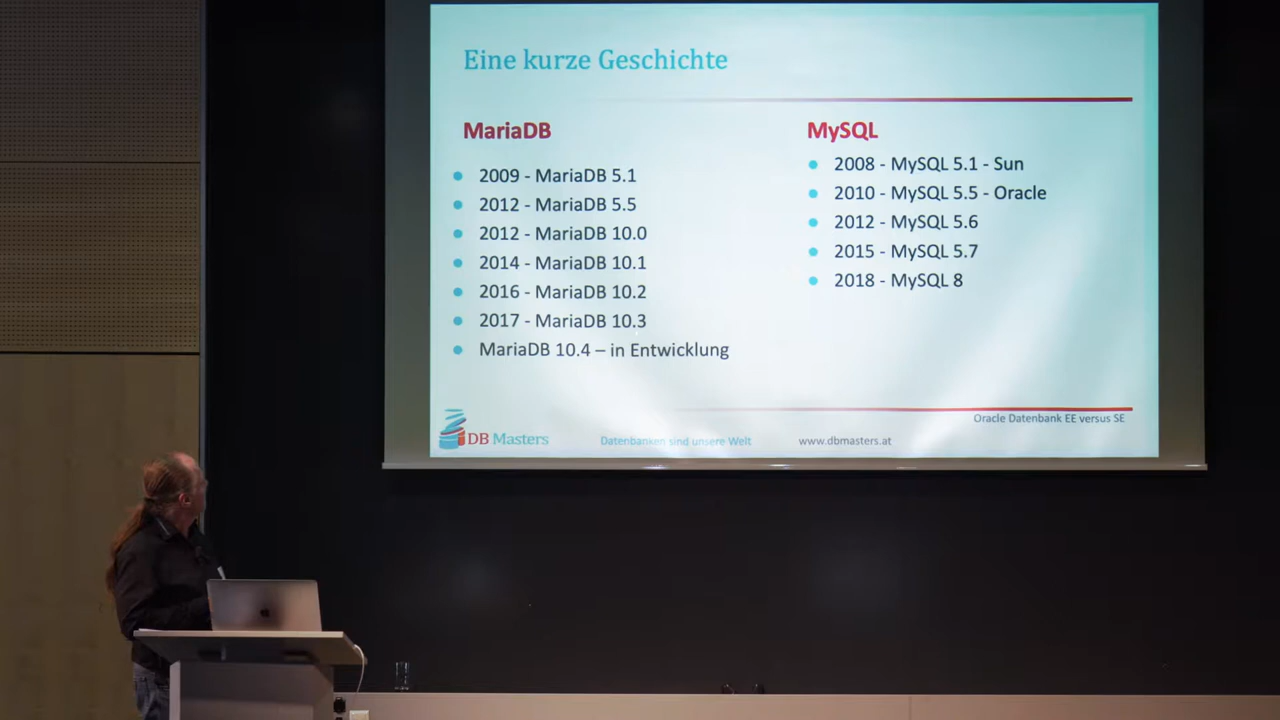 Eine kurze Geschichte
MariaDB
2009 - MariaDB 5.1
2012 - MariaDB 5.5
2012 - MariaDB 10.0
2014 - MariaDB 10.1
2016 - MariaDB 10.2
2017 - MariaDB 10.3
MariaDB 10.4 – in Entwicklung
MySQL
2008 - MySQL 5.1 - Sun
2010 - MySQL 5.5 - Oracle
2012 - MySQL 5.6
2015 - MySQL 5.7
2018 - MySQL 8
Oracle Datenbank EE versus SE
DB Masters
Datenbanken sind unsere Welt
www.dbmasters.at